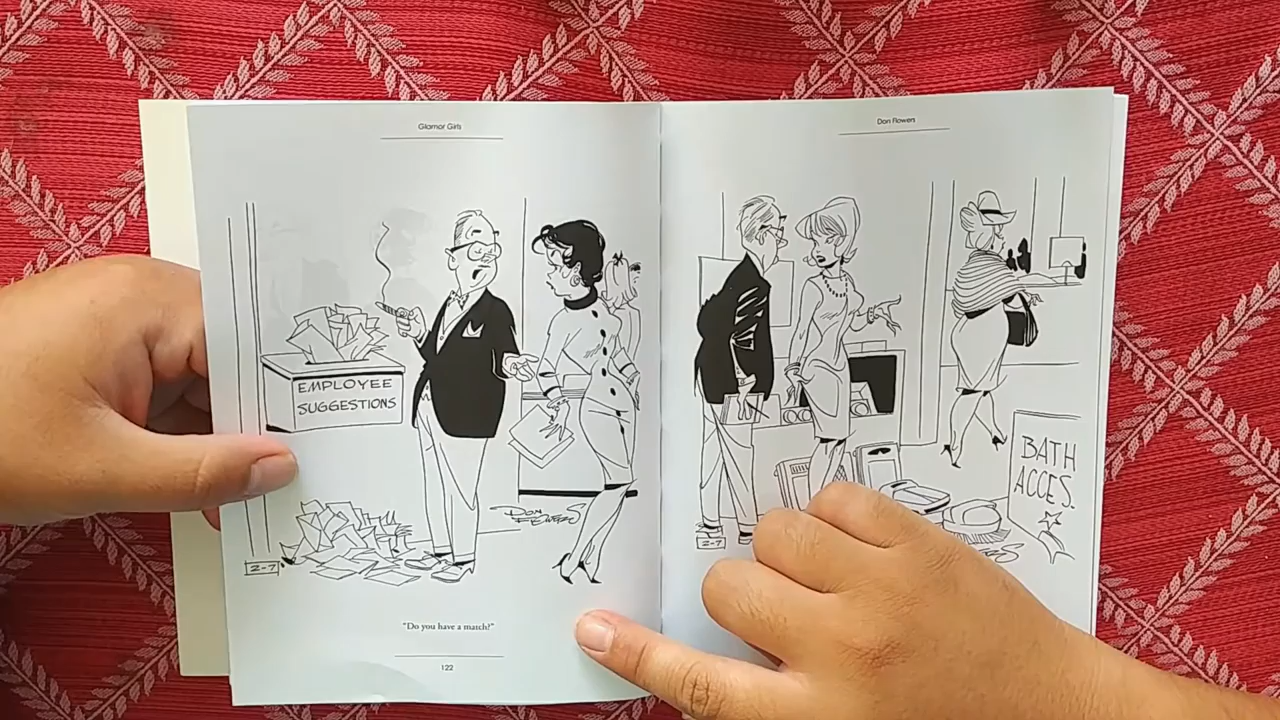 Glamor Girls
EMPLOYEE
SUGGESTIONS
DON
FLOWERS
2-7
"Do you have a match?"
122
Don Flowers
BATH
ACCES.
2-7